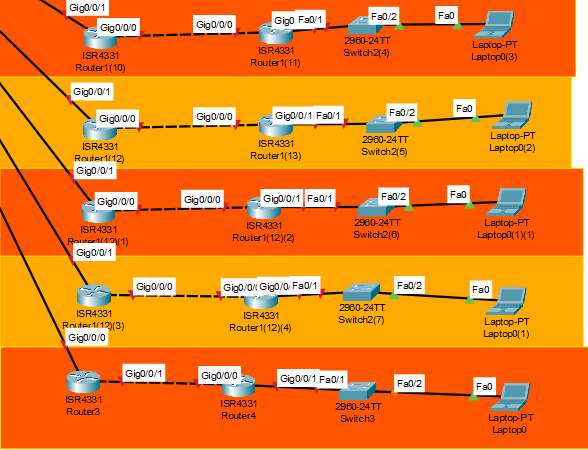 Gig0/0/1
Gig0/0/0
Gig0/0/0
Gig0
Fa0/1
Fa0/2
Fa0
ISR4331
Router1(10)
ISR4331
Router1(11)
2960-24TT
Switch2(4)
Laptop-PT
Laptop0(3)
Gig0/0/1
Gig0/0/0
Gig0/0/0
Gig0/0/1
Fa0/1
Fa0/2
Fa0
ISR4331
Router1(12)
ISR4331
Router1(13)
2960-24TT
Switch2(5)
Laptop-PT
Laptop0(2)
Gig0/0/1
Gig0/0/0
Gig0/0/0
Gig0/0/1
Fa0/1
Fa0/2
Fa0
ISR4331
Router1(12)(1)
ISR4331
Router1(12)(2)
2960-24TT
Switch2(6)
Laptop-PT
Laptop0(1)(1)
Gig0/0/1
Gig0/0/0
Gig0/0/
Gig0/
Fa0/1
Fa0/2
Fa0
ISR4331
Router1(12)(3)
ISR4331
Router1(12)(4)
2960-24TT
Switch2(7)
Laptop-PT
Laptop0(1)
Gig0/0/0
Gig0/0/1
Gig0/0/0
Gig0/0/1
Fa0/1
Fa0/2
Fa0
ISR4331
Router3
ISR4331
Router4
2960-24TT
Switch3
Laptop-PT
Laptop0